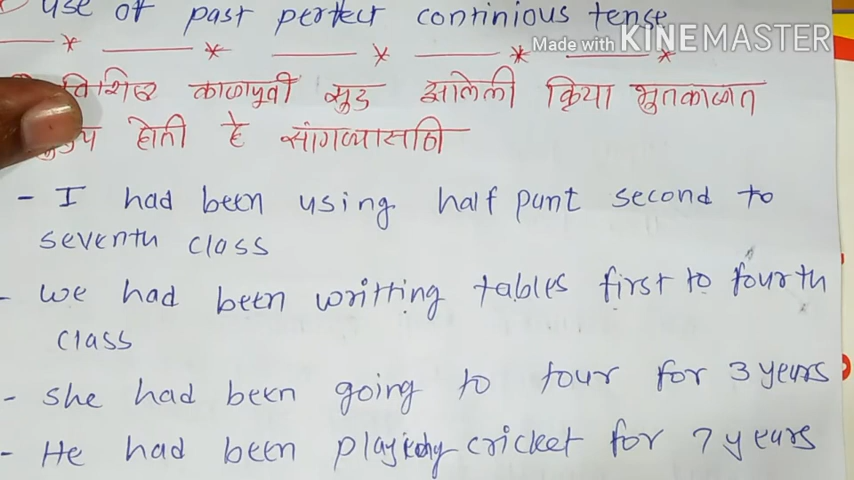 use of past perfect continious tense
Made with KINEMASTER
विशिष्ट काळापूर्वी सुरु झालेली क्रिया भूतकाळात
होती हे सांगण्यासाठी
- I had been using half pant second to
seventh class
- we had been writting tables first to fourth
class
- she had been going to tour for 3 years
- He had been playing cricket for 7 years